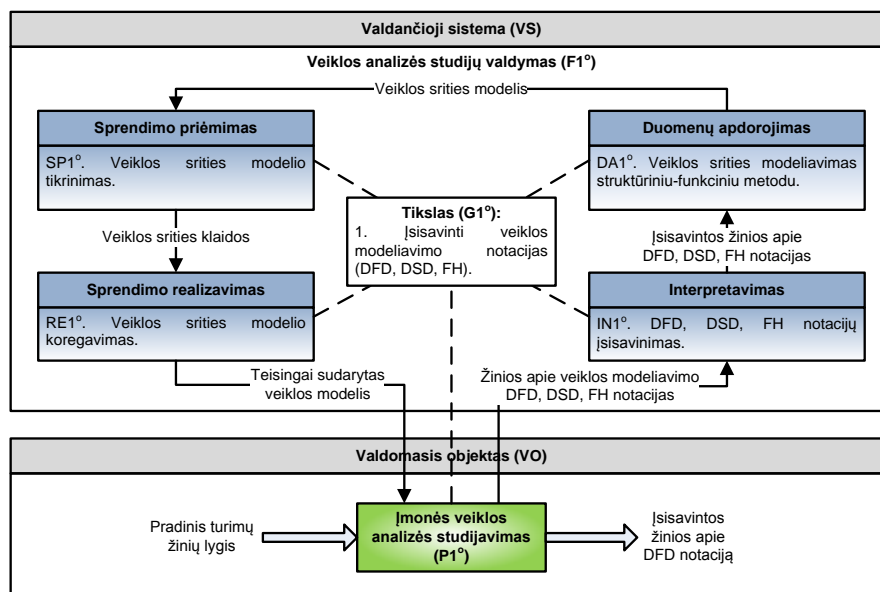 Valdančioji sistema (VS)
Veiklos analizės studijų valdymas (F1°)
Veiklos srities modelis
Sprendimo priėmimas
SP1°. Veiklos srities modelio
tikrinimas.
Duomenų apdorojimas
DA1°. Veiklos srities modeliavimas
struktūriniu-funkciniu metodu.
Tikslas (G1°):
1. Įsisavinti veiklos
modeliavimo notacijas
(DFD, DSD, FH).
Veiklos srities klaidos
Įsisavintos žinios apie
DFD, DSD, FH notacijas
Sprendimo realizavimas
RE1°. Veiklos srities modelio
koregavimas.
Interpretavimas
IN1°. DFD, DSD, FH notacijų
įsisavinimas.
Teisingai sudarytas
veiklos modelis
Žinios apie veiklos modeliavimo
DFD, DSD, FH notacijas
Valdomasis objektas (VO)
Pradinis turimų
žinių lygis
Įmonės veiklos
analizės studijavimas
(P1°)
Įsisavintos
žinios apie
DFD notaciją